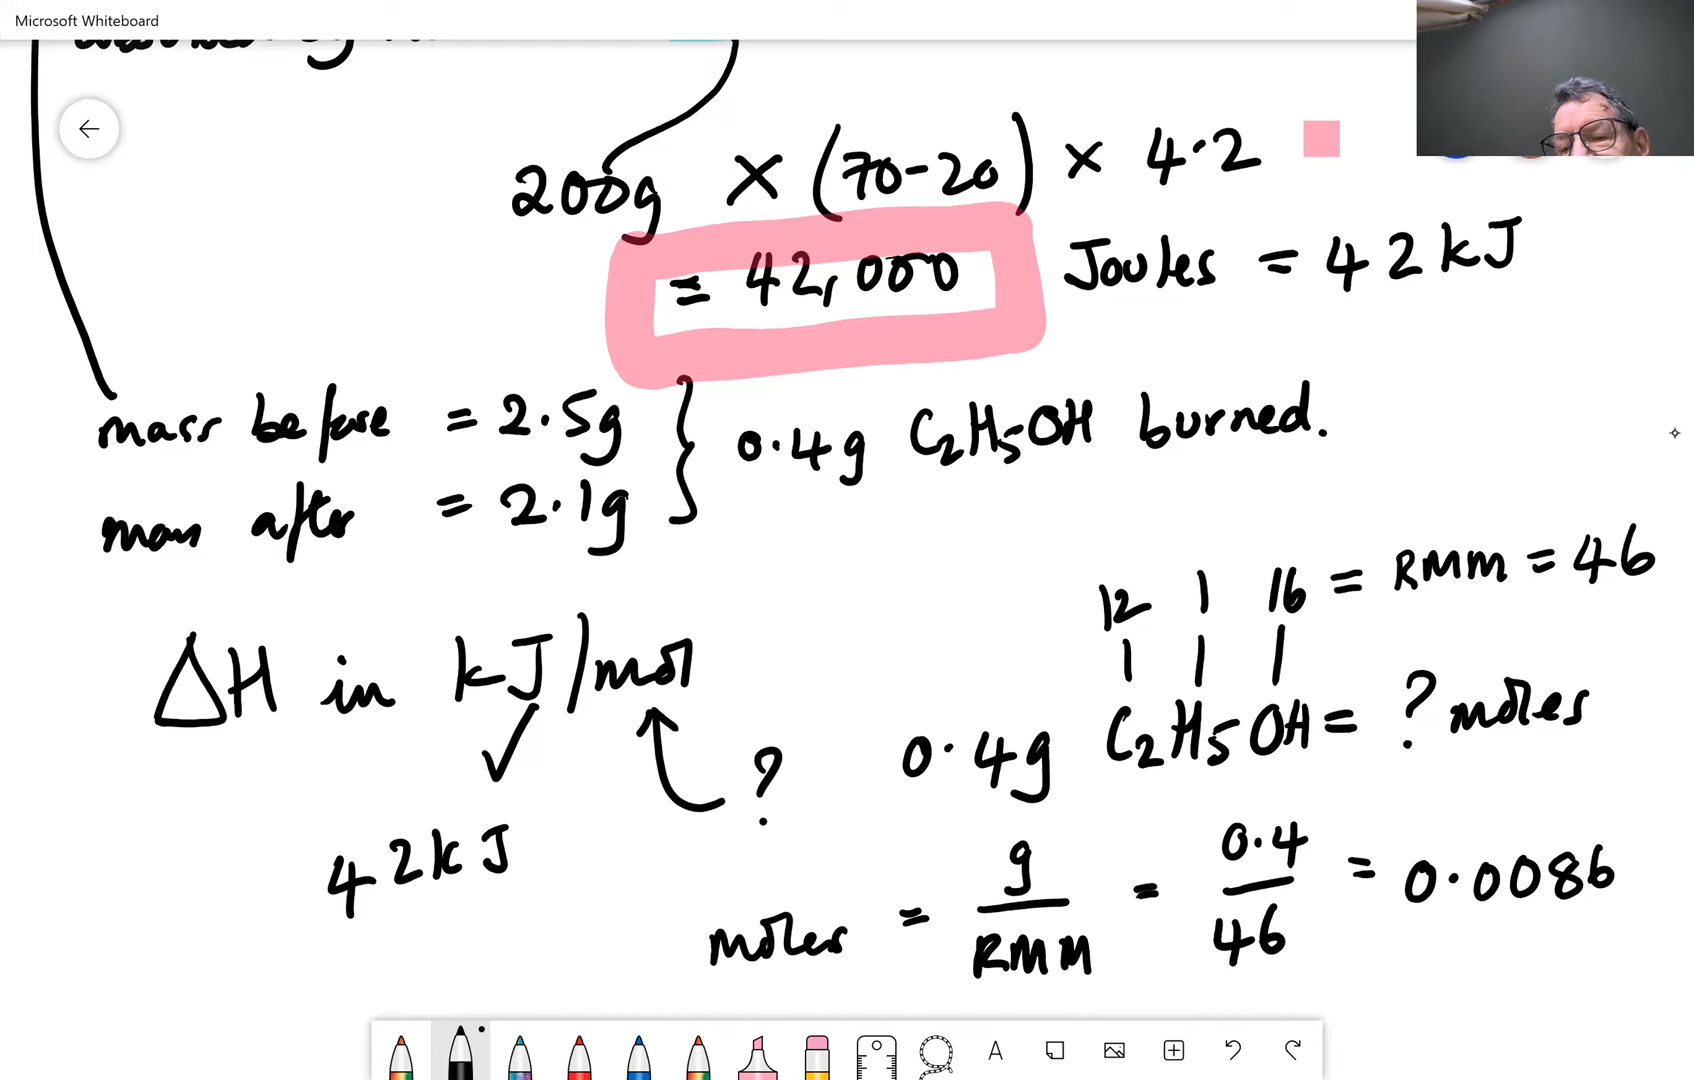 Microsoft Whiteboard
200g × (70-20) × 4.2
= 42,000 Joules = 42 kJ
mass before = 2.5g
mass after = 2.1g
} 0.4g C₂H₅OH burned.
12 1 16 = RMM = 46
ΔH in kJ/mol
✓
?
42kJ
0.4g C₂H₅OH = ? moles
moles = g/RMM = 0.4/46 = 0.0086
A